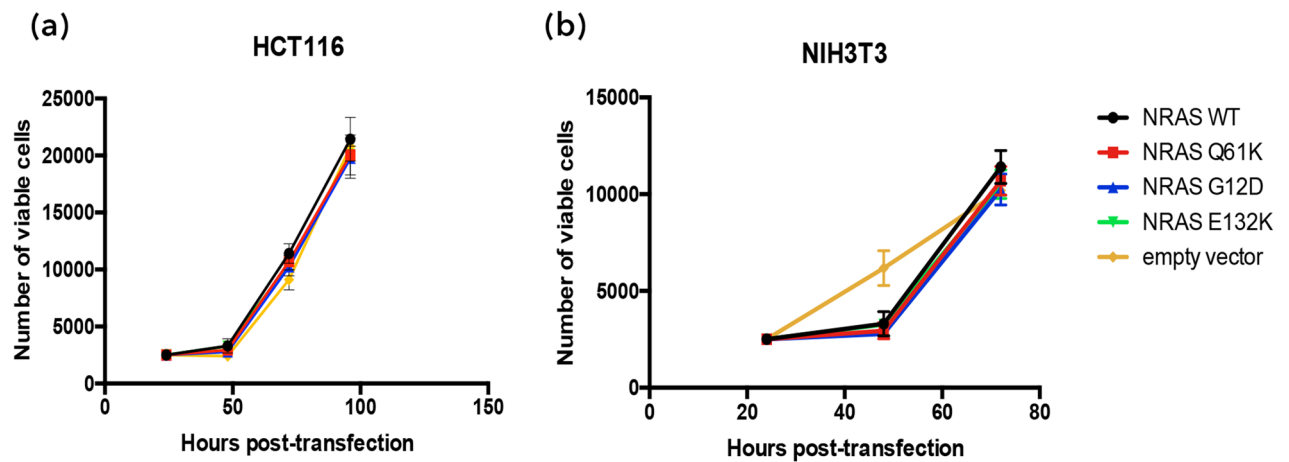 (a)
HCT116
25000
20000
15000
10000
5000
0
0 50 100 150
Number of viable cells
Hours post-transfection
(b)
NIH3T3
15000
10000
5000
0
0 20 40 60 80
Number of viable cells
Hours post-transfection
NRAS WT
NRAS Q61K
NRAS G12D
NRAS E132K
empty vector